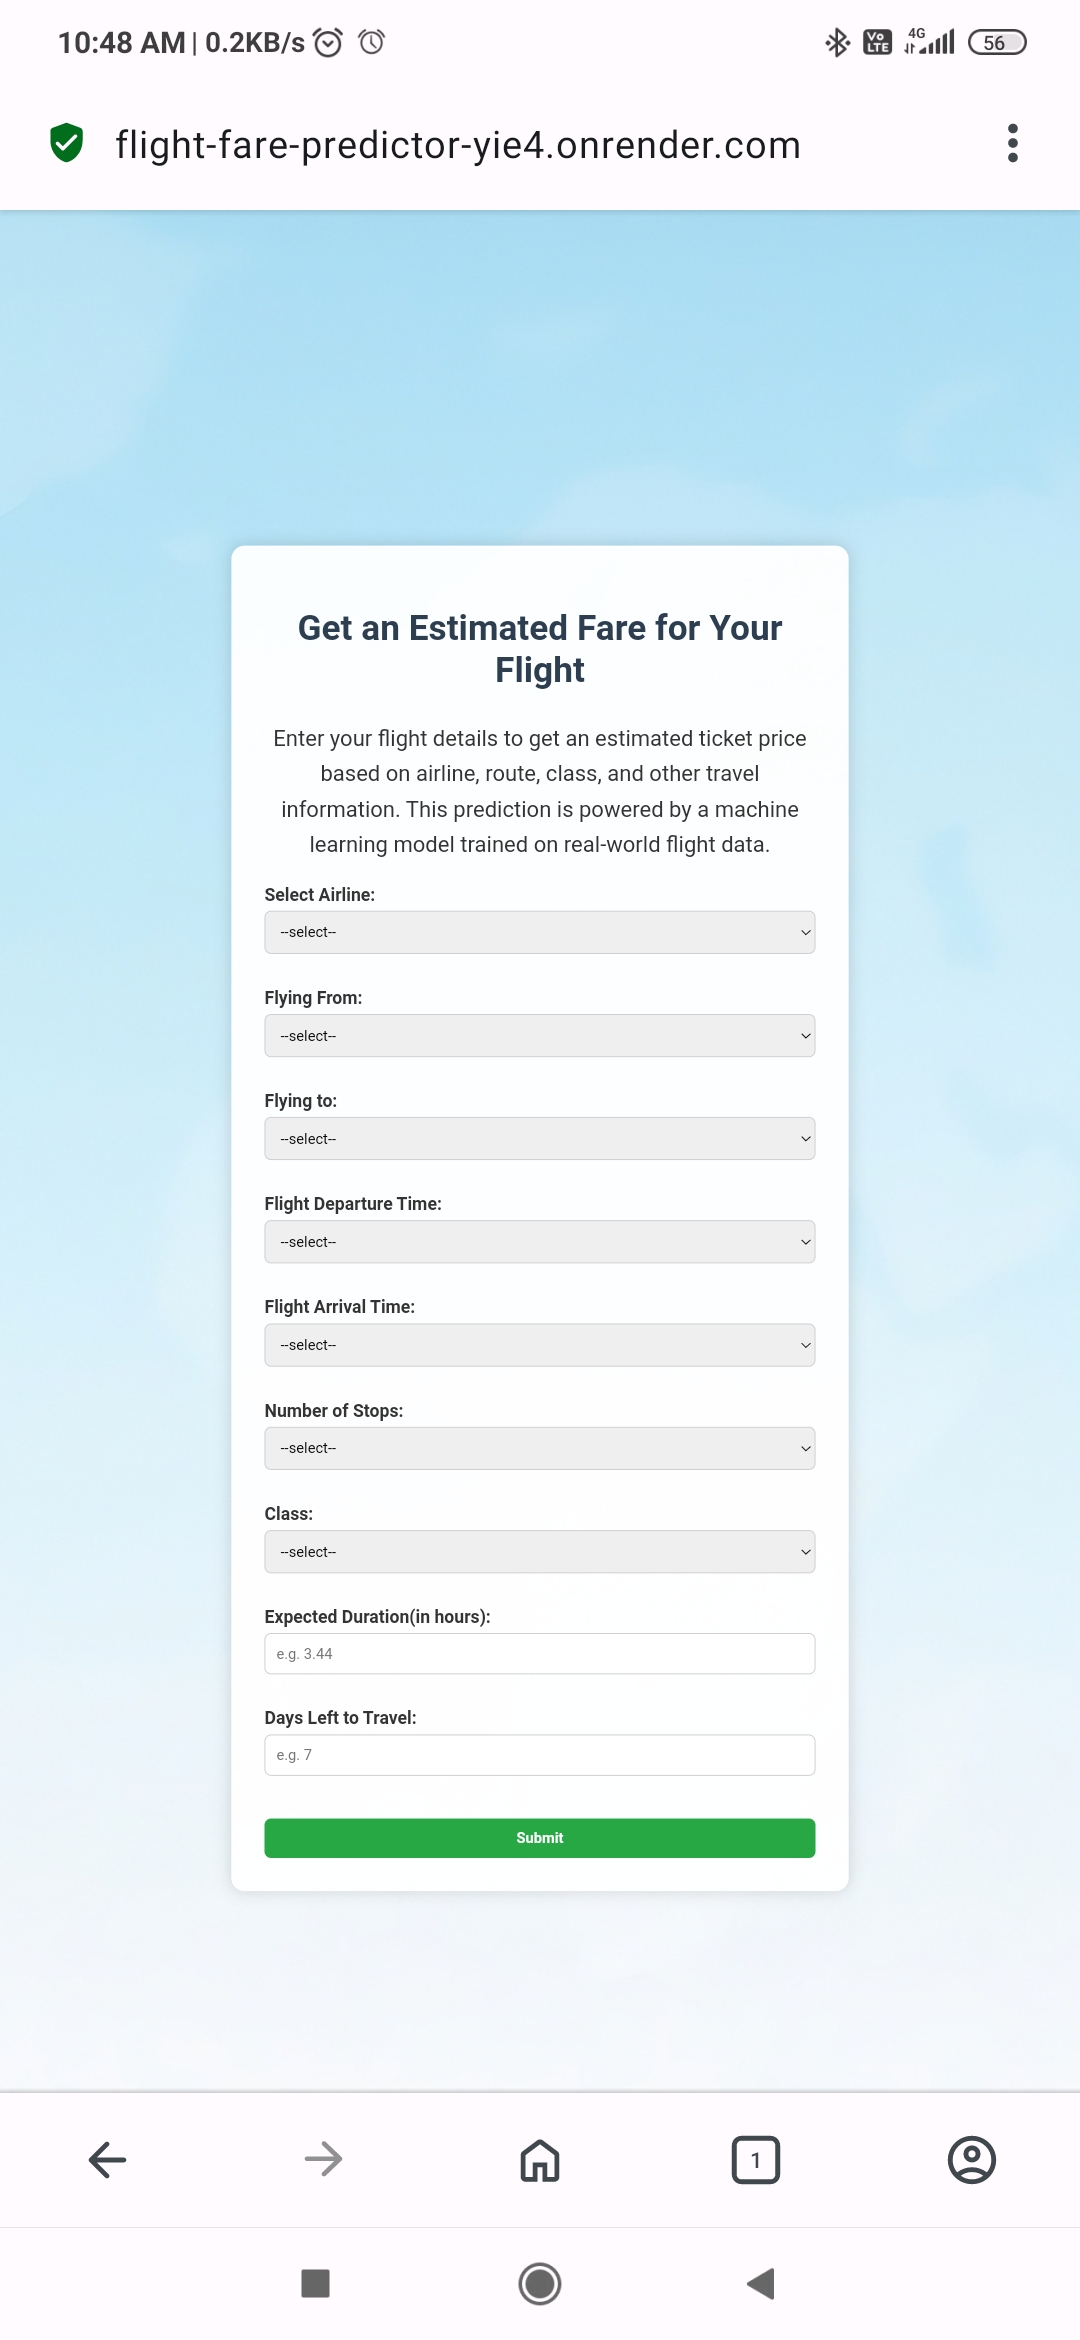 10:48 AM | 0.2KB/s
Vo LTE 4G 56
flight-fare-predictor-yie4.onrender.com
Get an Estimated Fare for Your
Flight
Enter your flight details to get an estimated ticket price
based on airline, route, class, and other travel
information. This prediction is powered by a machine
learning model trained on real-world flight data.
Select Airline:
--select--
Flying From:
--select--
Flying to:
--select--
Flight Departure Time:
--select--
Flight Arrival Time:
--select--
Number of Stops:
--select--
Class:
--select--
Expected Duration(in hours):
e.g. 3.44
Days Left to Travel:
e.g. 7
Submit
1